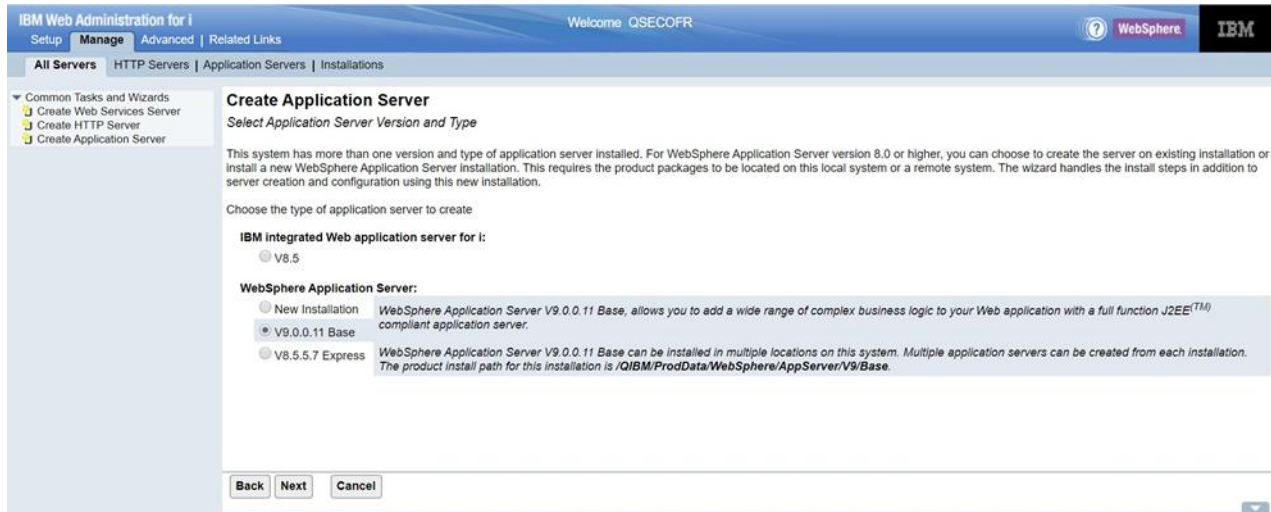 IBM Web Administration for i
Welcome QSECOFR
? WebSphere. IBM
Setup Manage Advanced | Related Links
All Servers HTTP Servers | Application Servers | Installations
Common Tasks and Wizards
Create Web Services Server
Create HTTP Server
Create Application Server
Create Application Server
Select Application Server Version and Type
This system has more than one version and type of application server installed. For WebSphere Application Server version 8.0 or higher, you can choose to create the server on existing installation or
install a new WebSphere Application Server installation. This requires the product packages to be located on this local system or a remote system. The wizard handles the install steps in addition to
server creation and configuration using this new installation.
Choose the type of application server to create
IBM integrated Web application server for i:
V8.5
WebSphere Application Server:
New Installation
V9.0.0.11 Base
V8.5.5.7 Express
WebSphere Application Server V9.0.0.11 Base, allows you to add a wide range of complex business logic to your Web application with a full function J2EE(TM)
compliant application server.
WebSphere Application Server V9.0.0.11 Base can be installed in multiple locations on this system. Multiple application servers can be created from each installation.
The product install path for this installation is /QIBM/ProdData/WebSphere/AppServer/V9/Base.
Back Next Cancel